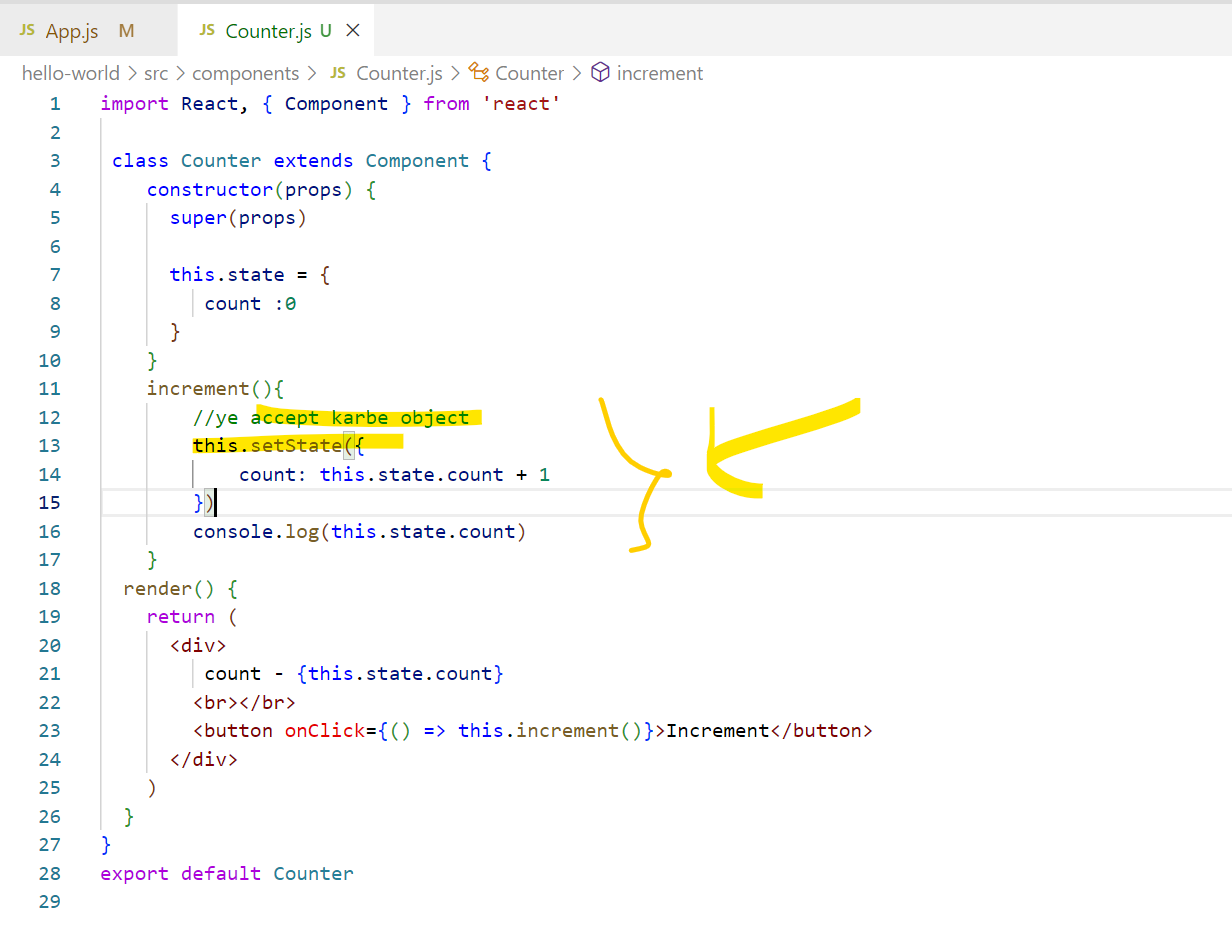 JS App.js M JS Counter.js U
hello-world > src > components > JS Counter.js > Counter > increment
1 import React, { Component } from 'react'
2
3 class Counter extends Component {
4 constructor(props) {
5 super(props)
6
7 this.state = {
8 count :0
9 }
10 }
11 increment(){
12 //ye accept karbe object
13 this.setState({
14 count: this.state.count + 1
15 })
16 console.log(this.state.count)
17 }
18 render() {
19 return (
20 <div>
21 count - {this.state.count}
22 <br></br>
23 <button onClick={() => this.increment()}>Increment</button>
24 </div>
25 )
26 }
27 }
28 export default Counter
29